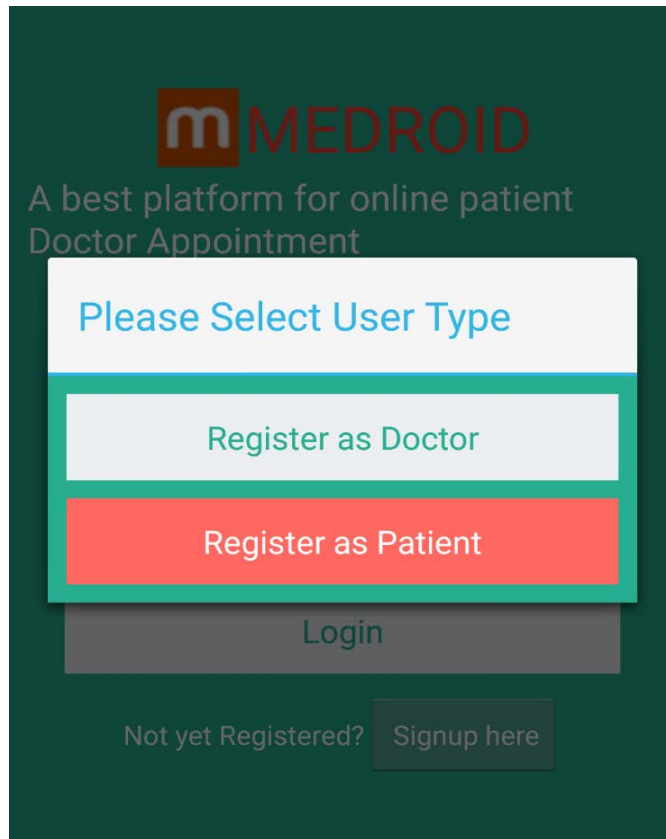 m MEDROID
A best platform for online patient
Doctor Appointment
Please Select User Type
Register as Doctor
Register as Patient
Login
Not yet Registered? Signup here